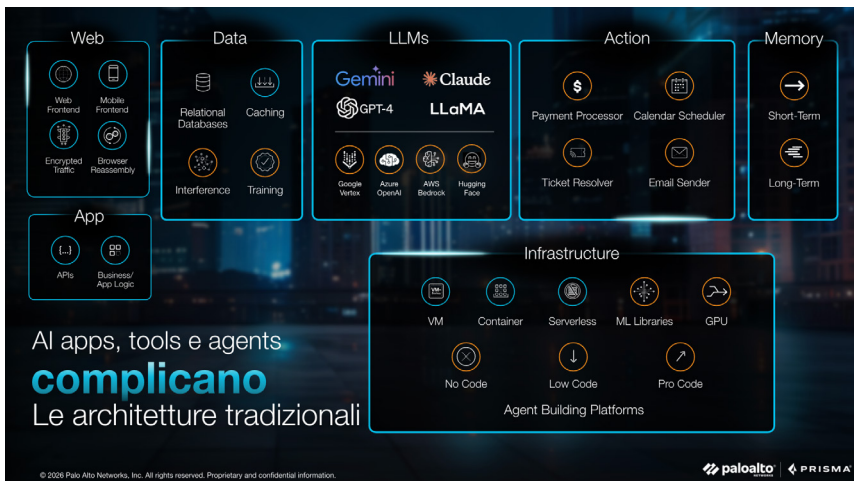 Web
Web
Frontend
Mobile
Frontend
Encrypted
Traffic
Browser
Reassembly
App
{...}
APIs
Business/
App Logic
Data
Relational
Databases
Caching
Interference
Training
LLMs
Gemini
Claude
GPT-4
LLaMA
Google
Vertex
Azure
OpenAI
AWS
Bedrock
Hugging
Face
Action
$
Payment Processor
Calendar Scheduler
Ticket Resolver
Email Sender
Memory
Short-Term
Long-Term
Infrastructure
VM
VM
Container
Serverless
ML Libraries
GPU
No Code
Low Code
Pro Code
Agent Building Platforms
AI apps, tools e agents
complicano
Le architetture tradizionali
© 2026 Palo Alto Networks, Inc. All rights reserved. Proprietary and confidential information.
paloalto
NETWORKS
PRISMA